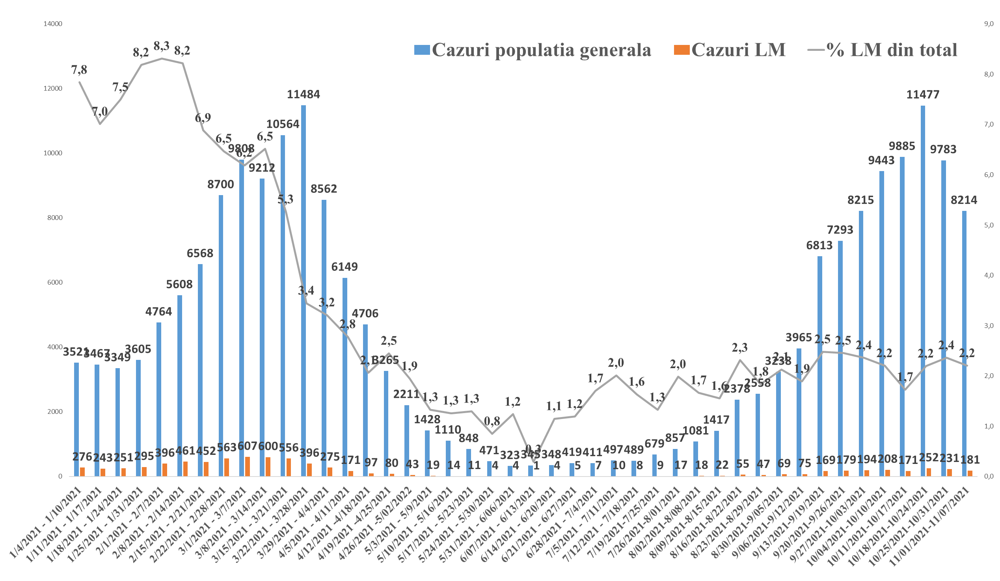 14000
12000
10000
8000
6000
4000
2000
0
9,0
8,0
7,0
6,0
5,0
4,0
3,0
2,0
1,0
0,0
Cazuri populatia generala
Cazuri LM
% LM din total
7,8 7,0 7,5 8,2 8,3 8,2 6,9 6,5 6,2 6,5 5,3 3,4 3,2 2,8 2,1 2,5 1,9 1,3 1,3 1,3 0,8 1,2 0,3 1,1 1,2 1,7 2,0 1,6 1,3 2,0 1,7 1,6 2,3 1,8 2,1 1,9 2,5 2,5 2,4 2,2 1,7 2,2 2,4 2,2
3521 3467 3349 3605 4764 5608 6568 8700 9808 9212 10564 11484 8562 6149 4706 3265 2211 1428 1110 848 471 323 345 348 419 411 497 489 679 857 1081 1417 2378 2558 3238 3965 6813 7293 8215 9443 9885 11477 9783 8214
276 243 251 295 396 461 452 563 607 600 556 396 275 171 97 80 43 19 14 11 4 4 1 4 5 7 10 8 9 17 18 22 55 47 69 75 169 179 194 208 171 252 231 181
1/4/2021 - 1/10/2021
1/11/2021 - 1/17/2021
1/18/2021 - 1/24/2021
1/25/2021 - 1/31/2021
2/1/2021 - 2/7/2021
2/8/2021 - 2/14/2021
2/15/2021 - 2/21/2021
2/22/2021 - 2/28/2021
3/1/2021 - 3/7/2021
3/8/2021 - 3/14/2021
3/15/2021 - 3/21/2021
3/22/2021 - 3/28/2021
3/29/2021 - 4/4/2021
4/5/2021 - 4/11/2021
4/12/2021 -4/18/2021
4/19/2021 -4/25/2021
4/26/2021 -5/02/2022
5/3/2021 - 5/9/2021
5/10/2021 - 5/16/2021
5/17/2021 - 5/23/2021
5/24/2021 - 5/30/2021
5/31/2021 - 6/06/2021
6/07/2021 - 6/13/2021
6/14/2021 - 6/20/2021
6/21/2021 - 6/27/2021
6/28/2021 - 7/4/2021
7/5/2021 - 7/11/2021
7/12/2021 - 7/18/2021
7/19/2021-7/25/2021
7/26/2021-8/01/2021
8/02/2021-8/08/2021
8/09/2021-8/15/2021
8/16/2021-8/22/2021
8/23/2021-8/29/2021
8/30/2021-9/05/2021
9/06/2021-9/12/2021
9/13/2021-9/19/2021
9/20/2021-9/26/2021
9/27/2021-10/03/2021
10/04/2021-10/10/2021
10/11/2021-10/17/2021
10/18/2021-10/24/2021
10/25/2021-10/31/2021
11/01/2021-11/07/2021